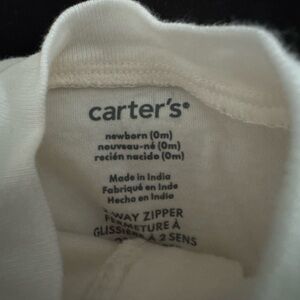 carter's®
newborn (0m)
nouveau-né (0m)
recién nacido (0m)
Made in India
Fabriqué en Inde
Hecho en India
WAY ZIPPER
FERMETURE À
GLISSIÈRE À 2 SENS